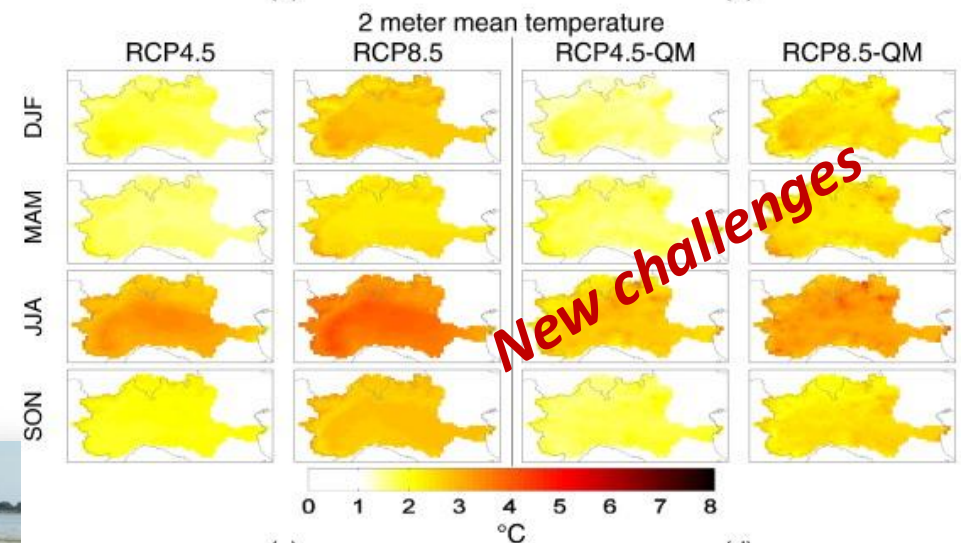 2 meter mean temperature
RCP4.5 RCP8.5 RCP4.5-QM RCP8.5-QM
DJF
MAM
JJA
SON
New challenges
0 1 2 3 4 5 6 7 8
°C